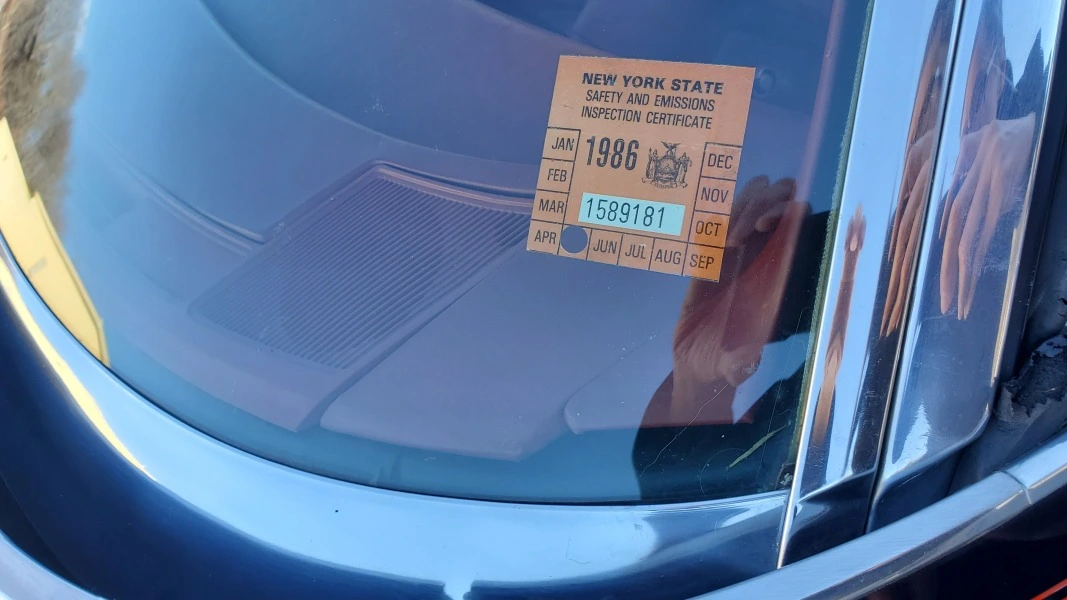 NEW YORK STATE
SAFETY AND EMISSIONS
INSPECTION CERTIFICATE
JAN 1986 DEC
FEB NOV
MAR 1589181 OCT
APR JUN JUL AUG SEP